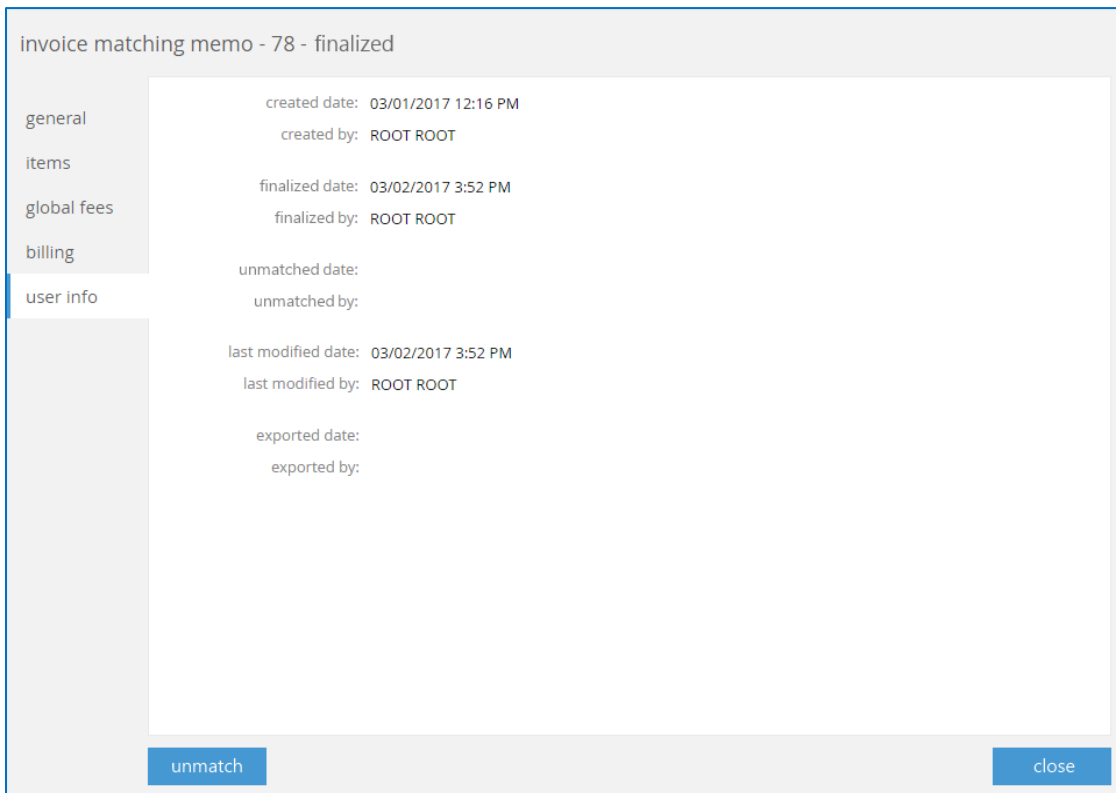 invoice matching memo - 78 - finalized
general
items
global fees
billing
user info
created date: 03/01/2017 12:16 PM
created by: ROOT ROOT
finalized date: 03/02/2017 3:52 PM
finalized by: ROOT ROOT
unmatched date:
unmatched by:
last modified date: 03/02/2017 3:52 PM
last modified by: ROOT ROOT
exported date:
exported by:
unmatch
close